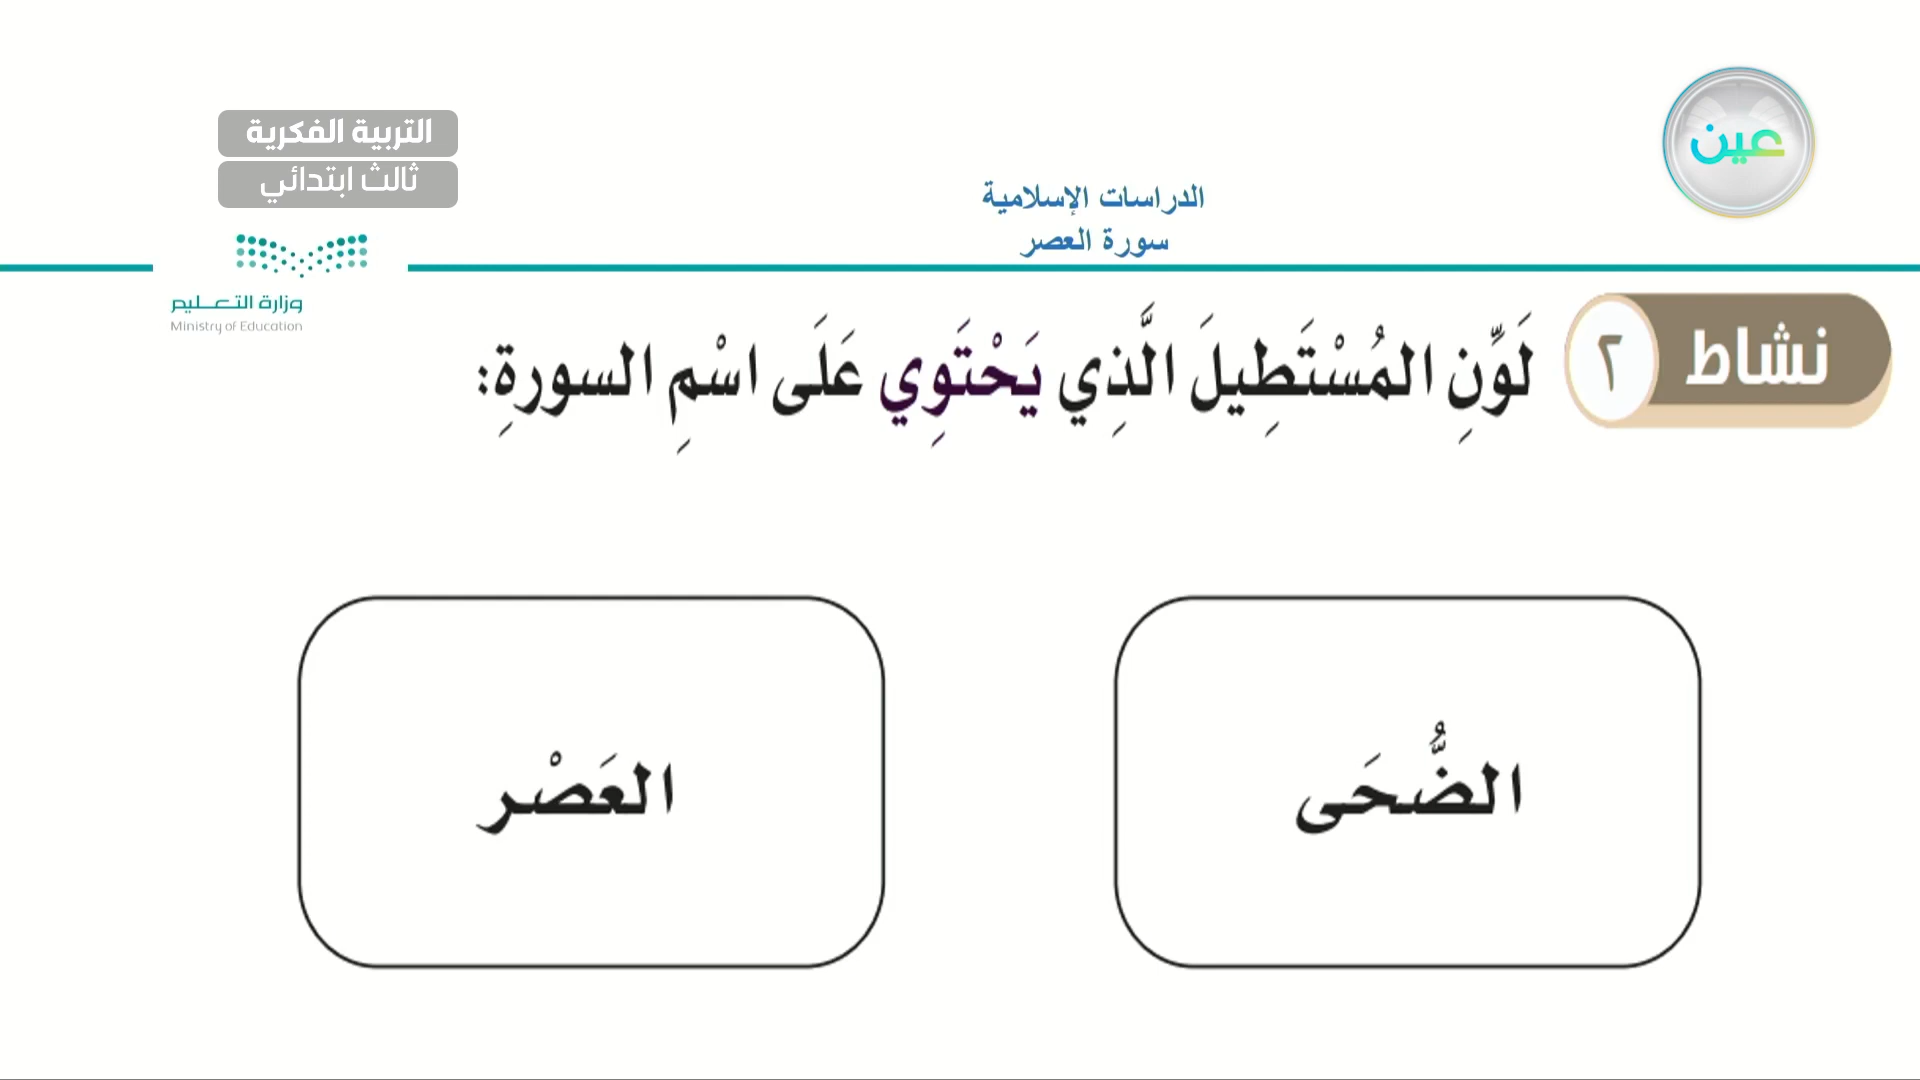 التربية الفكرية
ثالث ابتدائي
عين
الدراسات الإسلامية
سورة العصر
وزارة التعليم
Ministry of Education
نشاط ٢
لَوِّنِ المُسْتَطِيلَ الَّذِي يَحْتَوِي عَلَى اسْمِ السورةِ:
الضُّحَى
العَصْر